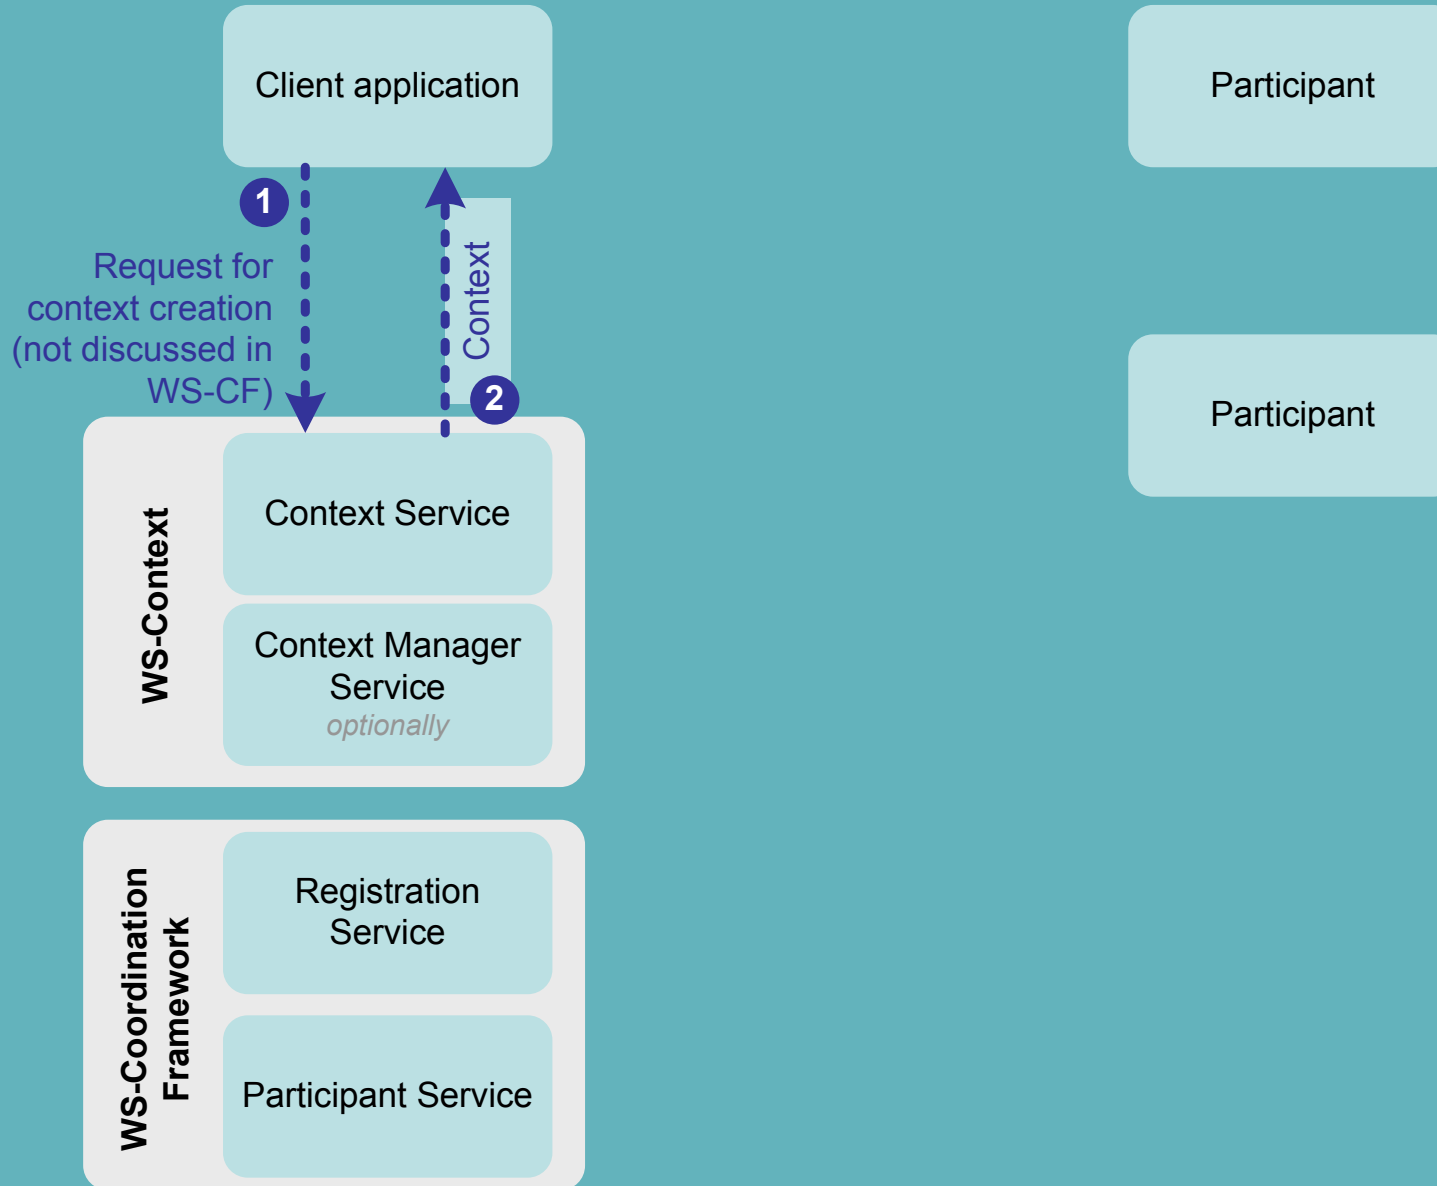 Client application
Participant
1
Request for
context creation
(not discussed in
WS-CF)
Context
2
Participant
WS-Context
Context Service
Context Manager
Service
optionally
WS-Coordination
Framework
Registration
Service
Participant Service